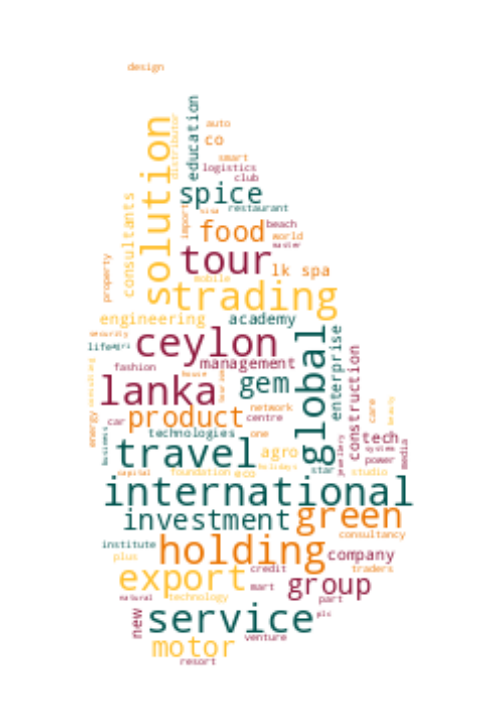 design
education
auto
distributor
co
solution
smart
logistics
club
spice
consultants
restaurant
import
visa
beach
food
world
master
tour
lk spa
property
mobile
trading
engineering
academy
security
ceylon
global
enterprise
life
management
fashion
house
construction
gem
lanka
consulting
energy
care
beauty
network
product
centre
car
technologies
one
business
tech
system
media
travel
agro
jewellery
power
holidays
capital
foundation
eco
star
studio
international
investment
green
consultancy
institute
holding
company
plus
credit
traders
export
mart
group
natural
technology
part
new
service
plc
venture
motor
resort